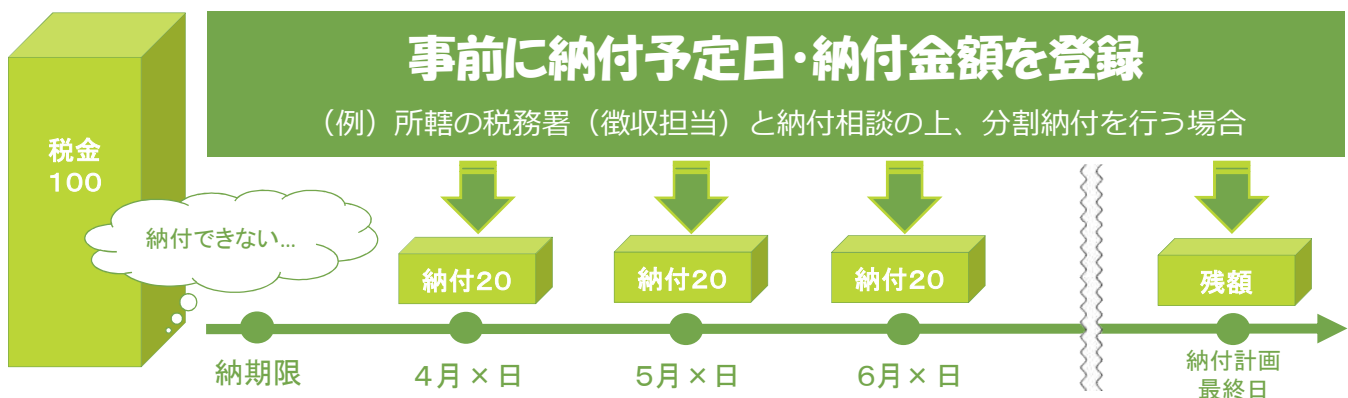 事前に納付予定日・納付金額を登録
（例）所轄の税務署（徴収担当）と納付相談の上、分割納付を行う場合
税金
１００
納付できない…
納付２０
納付２０
納付２０
残額
納期限
４月×日
５月×日
６月×日
納付計画
最終日